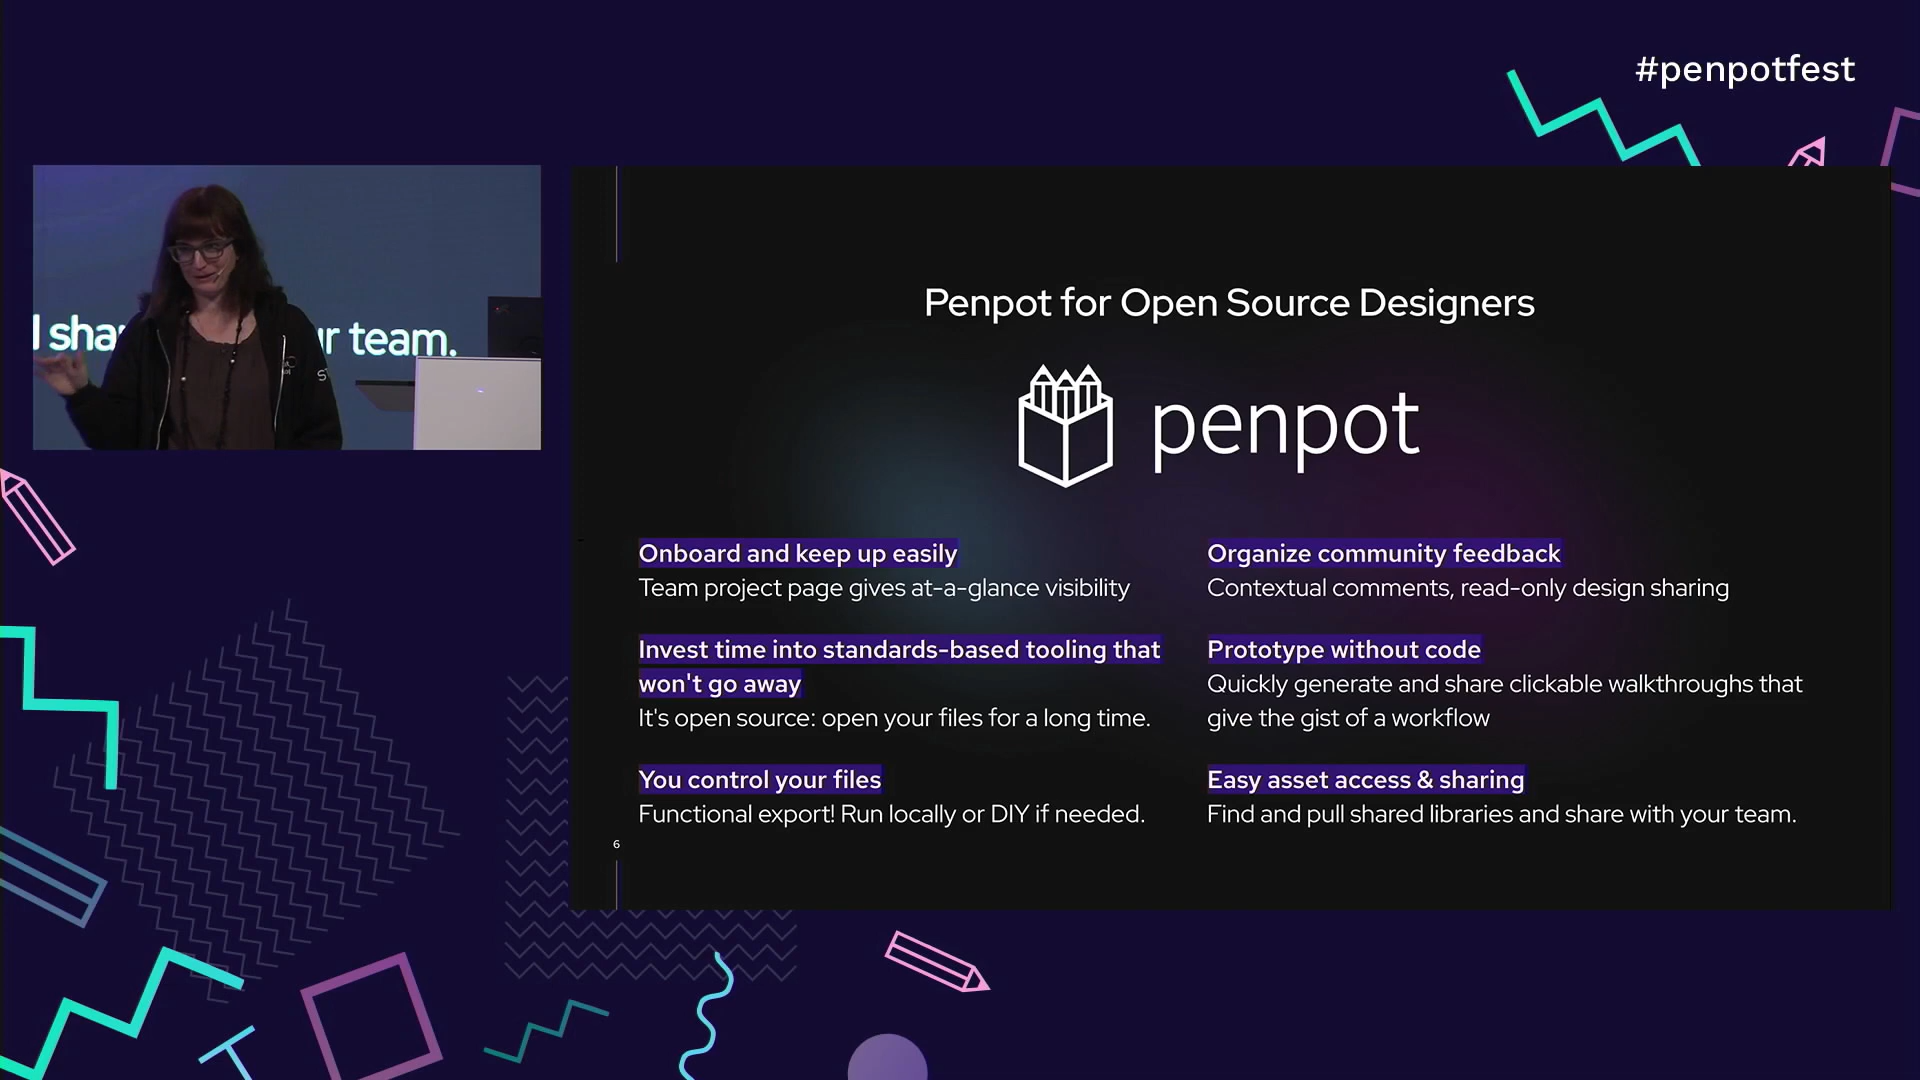 #penpotfest
Penpot for Open Source Designers
penpot
Onboard and keep up easily
Team project page gives at-a-glance visibility
Invest time into standards-based tooling that
won't go away
It's open source: open your files for a long time.
You control your files
Functional export! Run locally or DIY if needed.
Organize community feedback
Contextual comments, read-only design sharing
Prototype without code
Quickly generate and share clickable walkthroughs that
give the gist of a workflow
Easy asset access & sharing
Find and pull shared libraries and share with your team.
6
team.